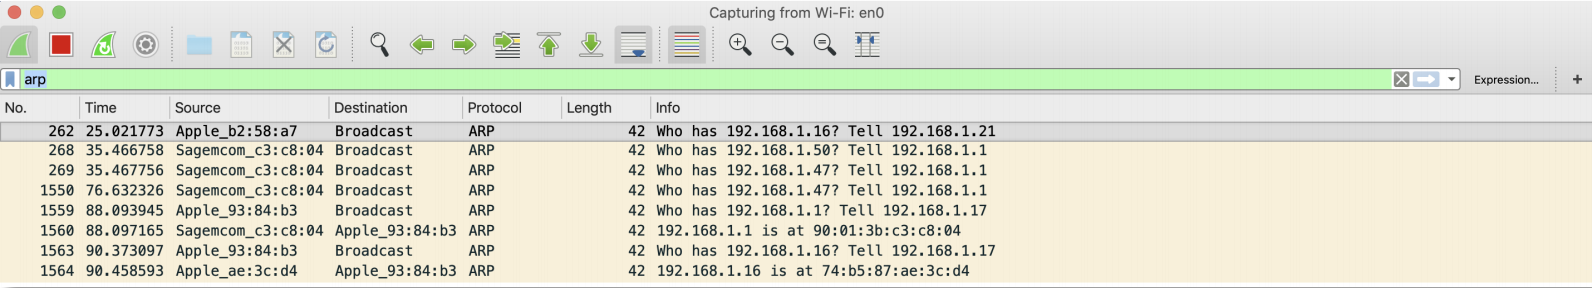 Capturing from Wi-Fi: en0
arp
Expression... +
No. Time Source Destination Protocol Length Info
262 25.021773 Apple_b2:58:a7 Broadcast ARP 42 Who has 192.168.1.16? Tell 192.168.1.21
268 35.466758 Sagemcom_c3:c8:04 Broadcast ARP 42 Who has 192.168.1.50? Tell 192.168.1.1
269 35.467756 Sagemcom_c3:c8:04 Broadcast ARP 42 Who has 192.168.1.47? Tell 192.168.1.1
1550 76.632326 Sagemcom_c3:c8:04 Broadcast ARP 42 Who has 192.168.1.47? Tell 192.168.1.1
1559 88.093945 Apple_93:84:b3 Broadcast ARP 42 Who has 192.168.1.1? Tell 192.168.1.17
1560 88.097165 Sagemcom_c3:c8:04 Apple_93:84:b3 ARP 42 192.168.1.1 is at 90:01:3b:c3:c8:04
1563 90.373097 Apple_93:84:b3 Broadcast ARP 42 Who has 192.168.1.16? Tell 192.168.1.17
1564 90.458593 Apple_ae:3c:d4 Apple_93:84:b3 ARP 42 192.168.1.16 is at 74:b5:87:ae:3c:d4